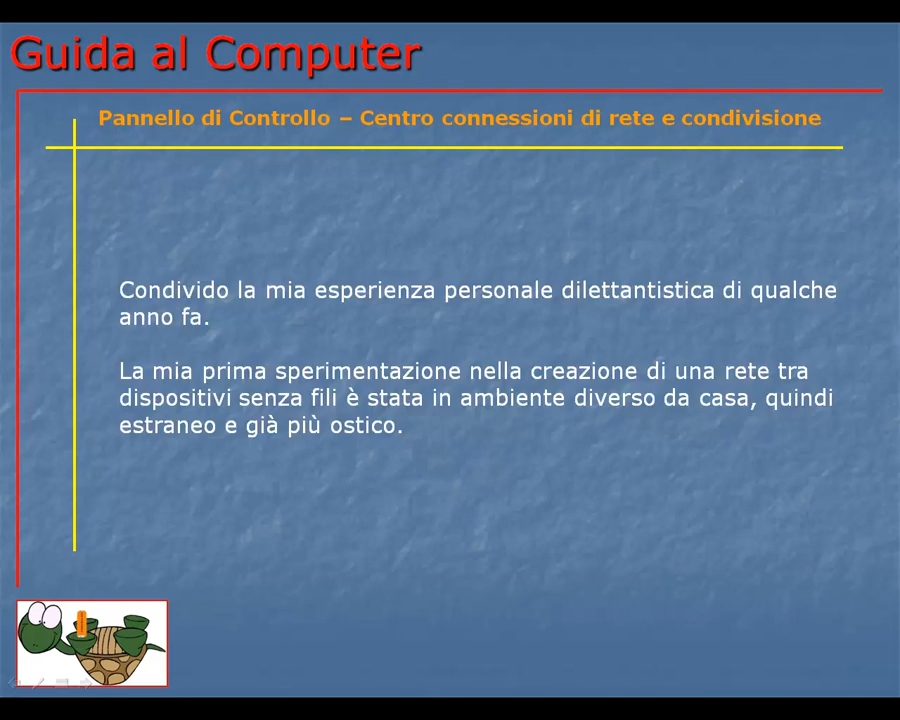 Guida al Computer
Pannello di Controllo – Centro connessioni di rete e condivisione
Condivido la mia esperienza personale dilettantistica di qualche
anno fa.
La mia prima sperimentazione nella creazione di una rete tra
dispositivi senza fili è stata in ambiente diverso da casa, quindi
estraneo e già più ostico.